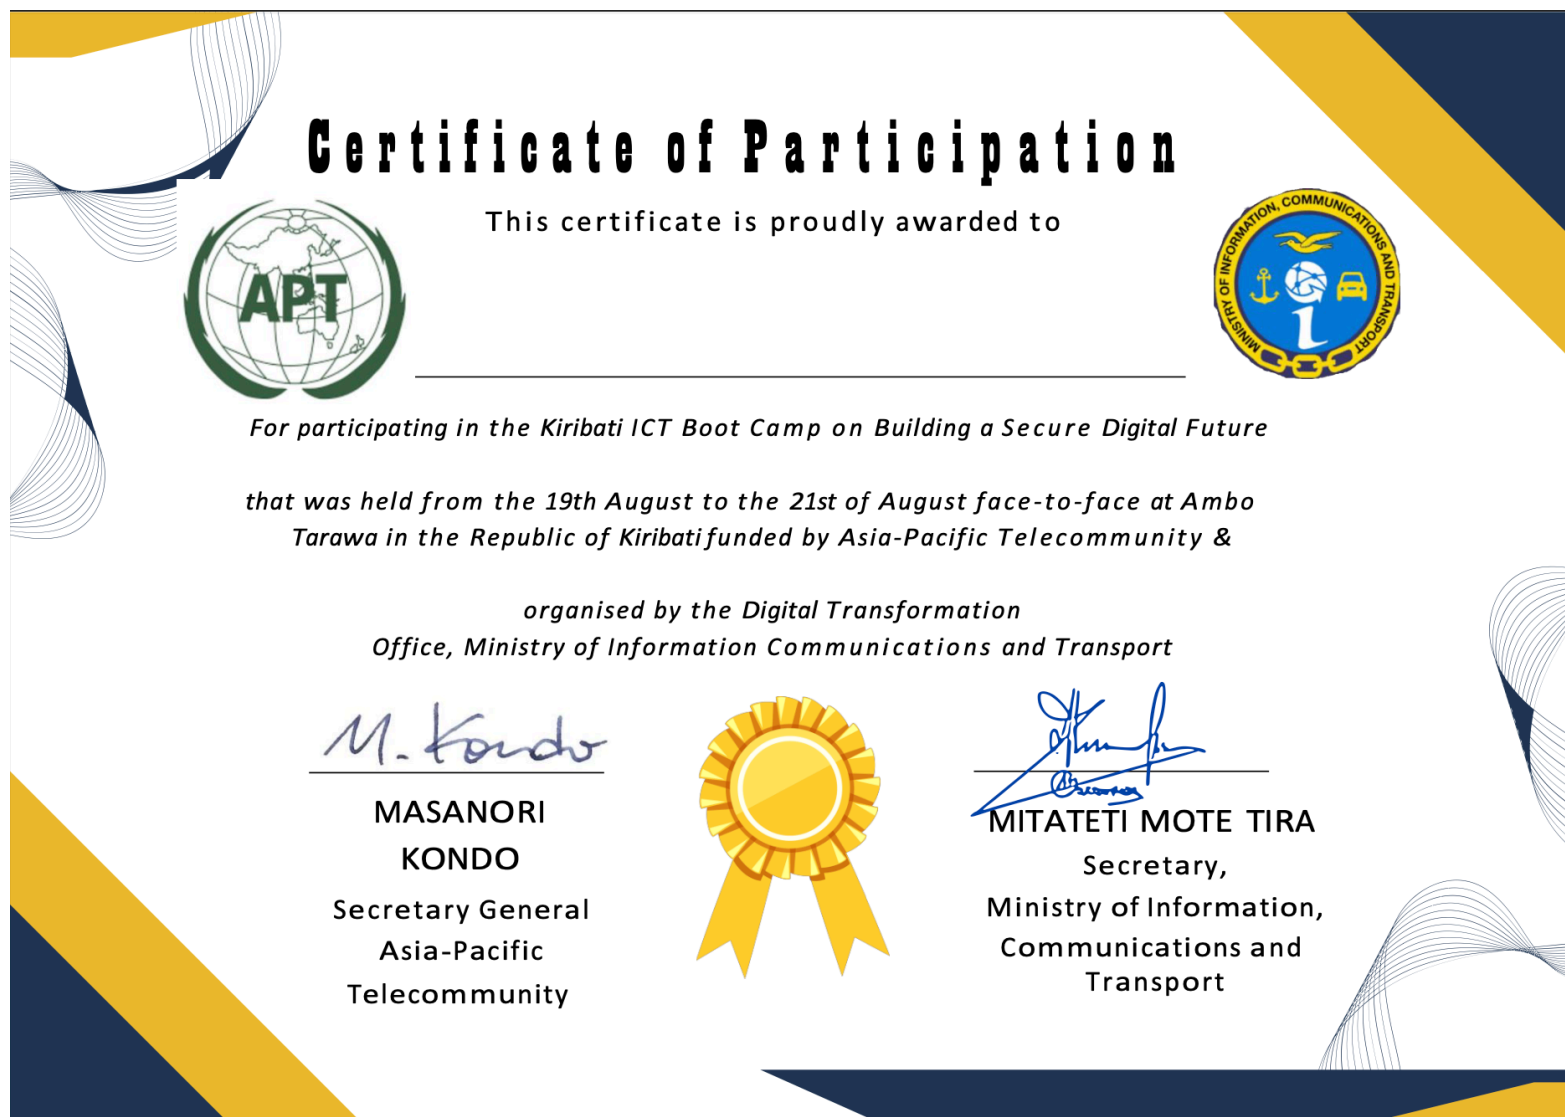 Certificate of Participation
This certificate is proudly awarded to
APT
MINISTRY OF INFORMATION, COMMUNICATIONS AND TRANSPORT
i
For participating in the Kiribati ICT Boot Camp on Building a Secure Digital Future
that was held from the 19th August to the 21st of August face-to-face at Ambo
Tarawa in the Republic of Kiribati funded by Asia-Pacific Telecommunity &
organised by the Digital Transformation
Office, Ministry of Information Communications and Transport
M. Kondo
MASANORI
KONDO
Secretary General
Asia-Pacific
Telecommunity
MITATETI MOTE TIRA
Secretary,
Ministry of Information,
Communications and
Transport